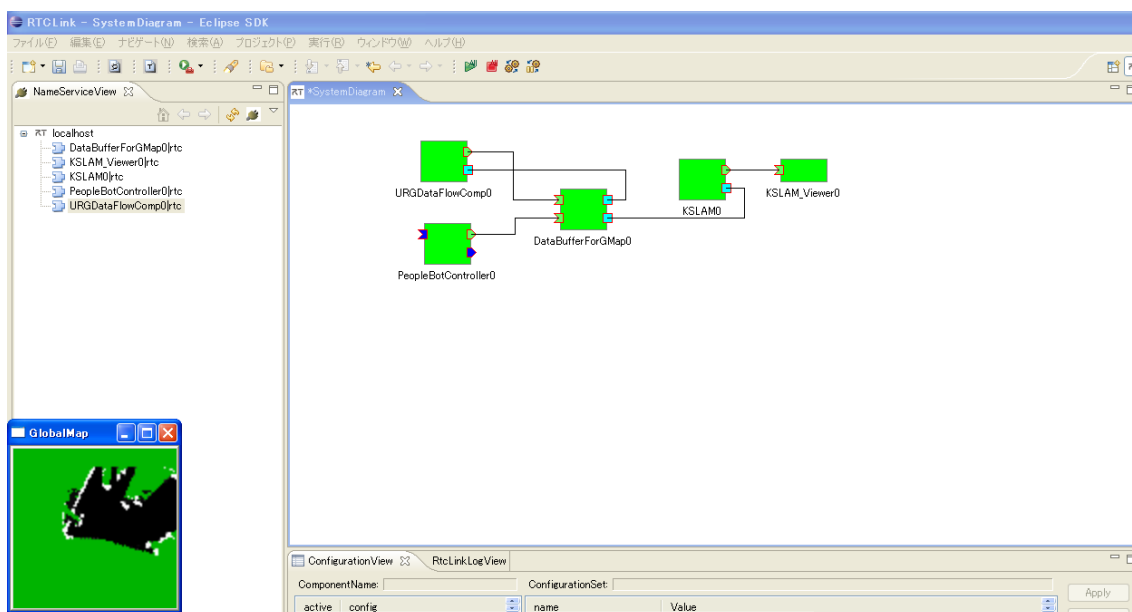 RTCLink - SystemDiagram - Eclipse SDK
ファイル(F) 編集(E) ナビゲート(N) 検索(A) プロジェクト(P) 実行(R) ウィンドウ(W) ヘルプ(H)
NameServiceView
RT *SystemDiagram
RT localhost
DataBufferForGMap0|rtc
KSLAM_Viewer0|rtc
KSLAM0|rtc
PeopleBotController0|rtc
URGDataFlowComp0|rtc
URGDataFlowComp0
KSLAM0
KSLAM_Viewer0
DataBufferForGMap0
PeopleBotController0
GlobalMap
ConfigurationView
RtcLinkLogView
ComponentName:
ConfigurationSet:
Apply
active config
name
Value